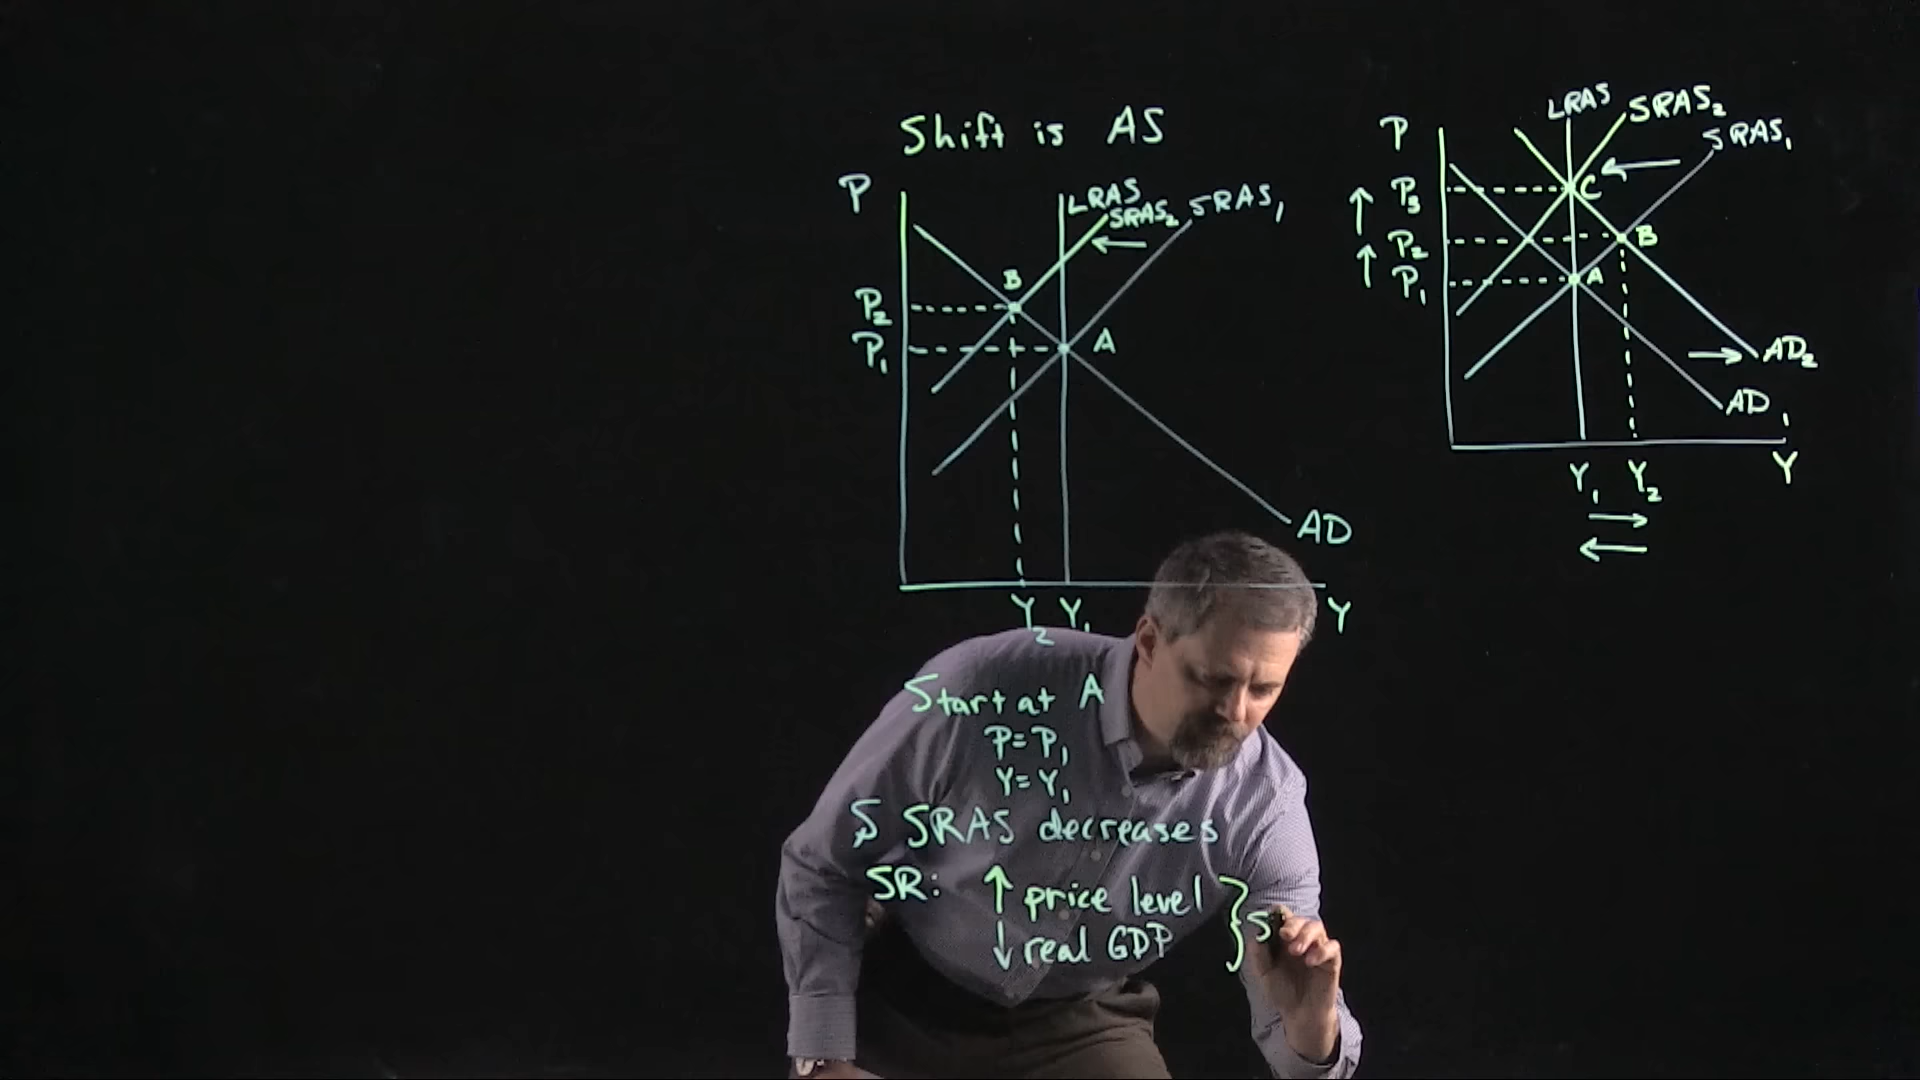 Shift is AS
P
LRAS
SRAS2
SRAS1
B
P2
P1
A
AD
Y2
Y1
Y
Start at A
P=P1
Y=Y1
SRAS decreases
SR: ↑ price level
↓ real GDP
} S
P
LRAS
SRAS2
SRAS1
↑ P3
C
P2
B
↑ P1
A
AD2
AD1
Y1
Y2
Y